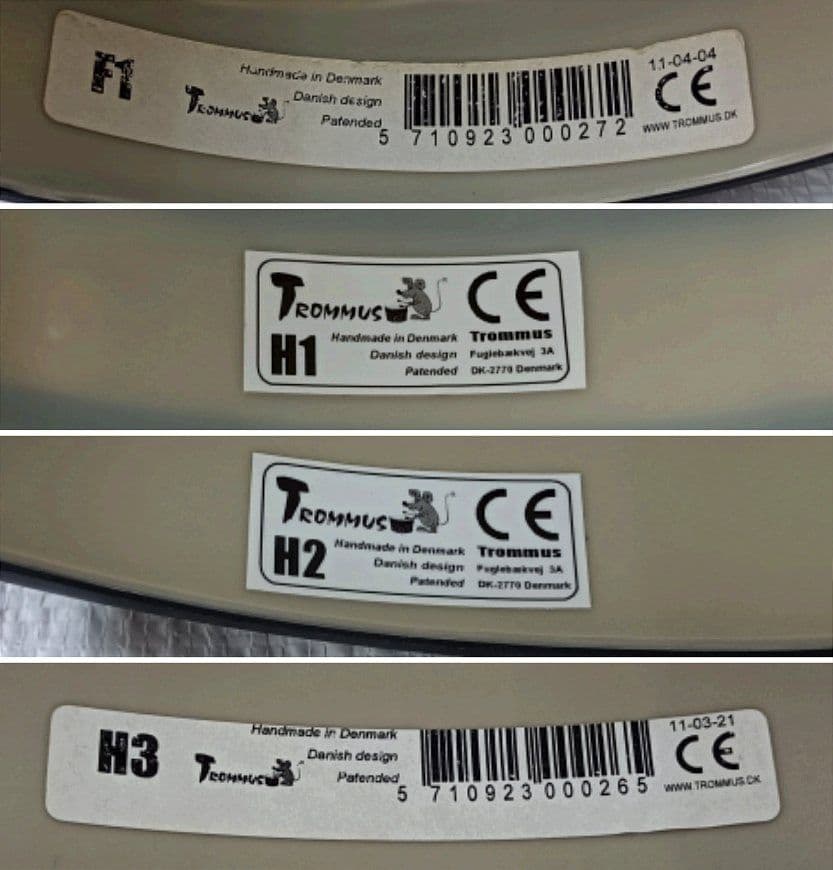 F1
TROMMUS
Handmade in Denmark
Danish design
Patended
5 710923 000272
11-04-04
CE
WWW.TROMMUS.DK
TROMMUS
CE
H1
Handmade in Denmark
Danish design
Patended
Trommus
Fuglebækvej 3A
DK-2770 Denmark
TROMMUS
CE
H2
Handmade in Denmark
Danish design
Patended
Trommus
Fuglebækvej 3A
DK-2770 Denmark
H3
TROMMUS
Handmade in Denmark
Danish design
Patended
5 710923 000265
11-03-21
CE
WWW.TROMMUS.DK